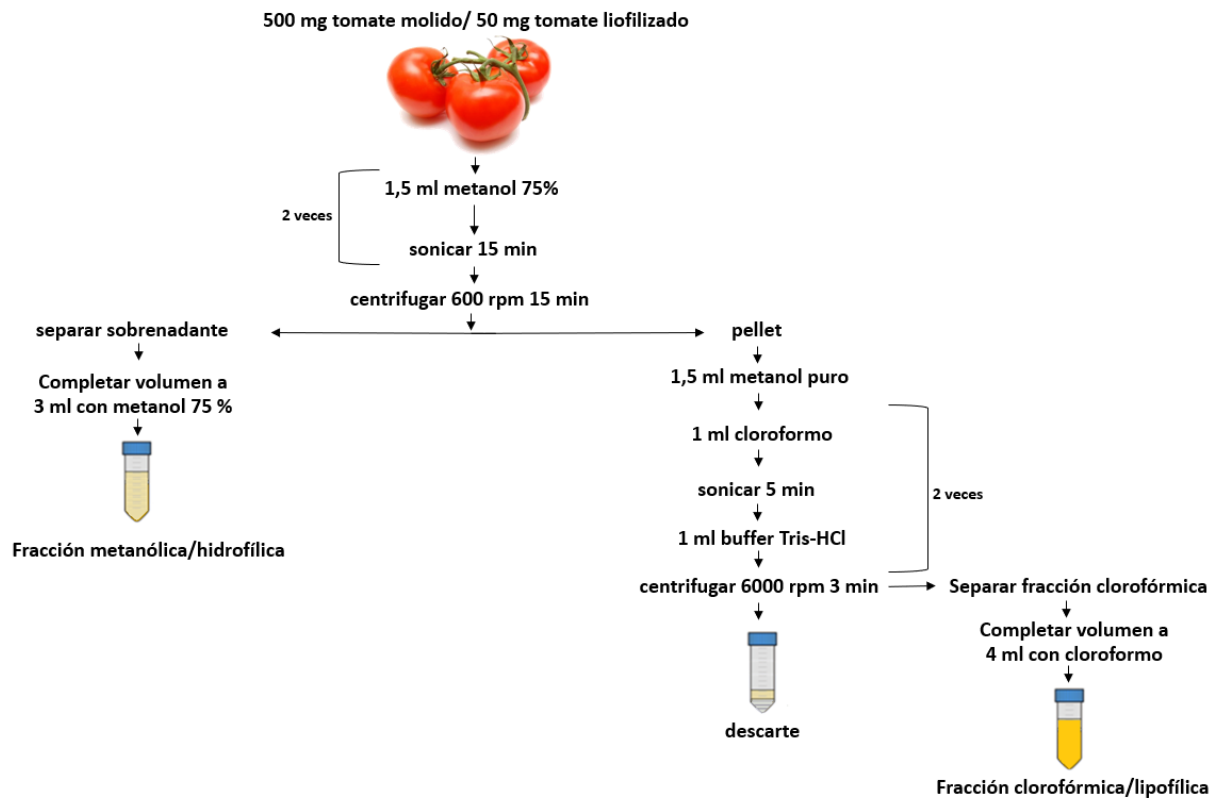 500 mg tomate molido/ 50 mg tomate liofilizado
1,5 ml metanol 75%
2 veces
sonicar 15 min
centrifugar 600 rpm 15 min
separar sobrenadante
Completar volumen a
3 ml con metanol 75 %
Fracción metanólica/hidrofílica
pellet
1,5 ml metanol puro
1 ml cloroformo
sonicar 5 min
2 veces
1 ml buffer Tris-HCl
centrifugar 6000 rpm 3 min
descarte
Separar fracción clorofórmica
Completar volumen a
4 ml con cloroformo
Fracción clorofórmica/lipofílica